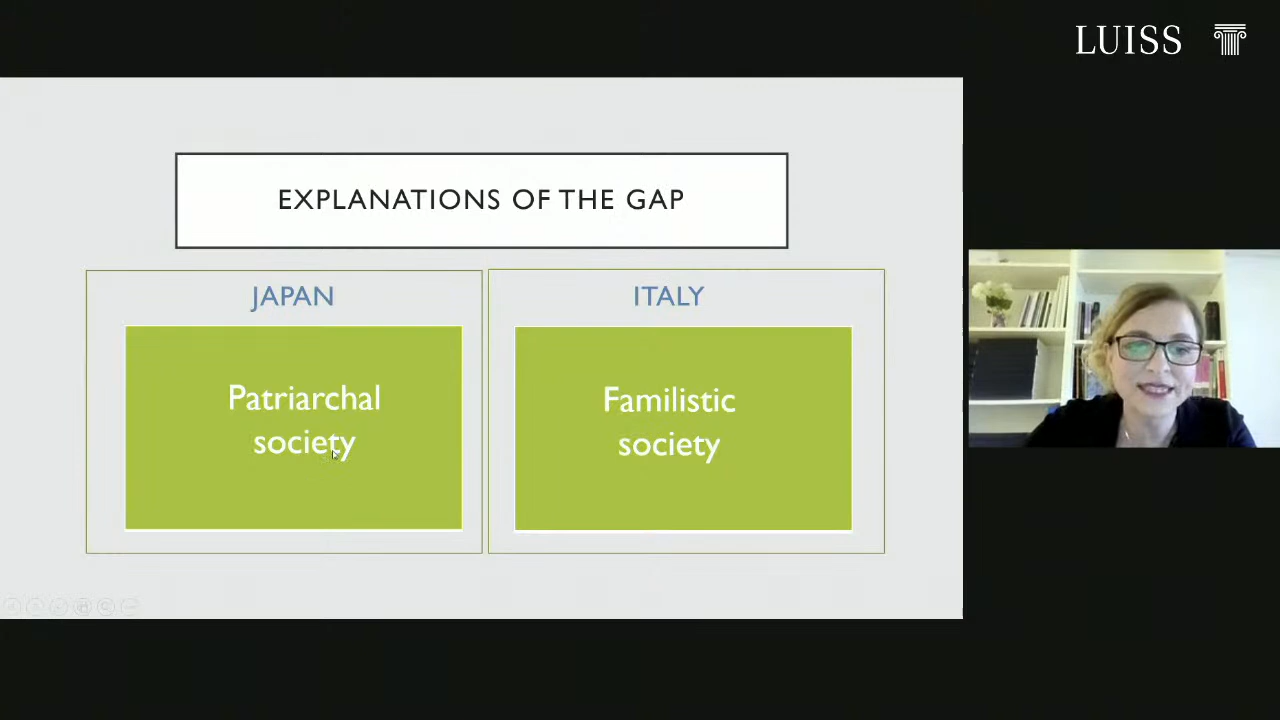 LUISS
EXPLANATIONS OF THE GAP
JAPAN
ITALY
Patriarchal
society
Familistic
society